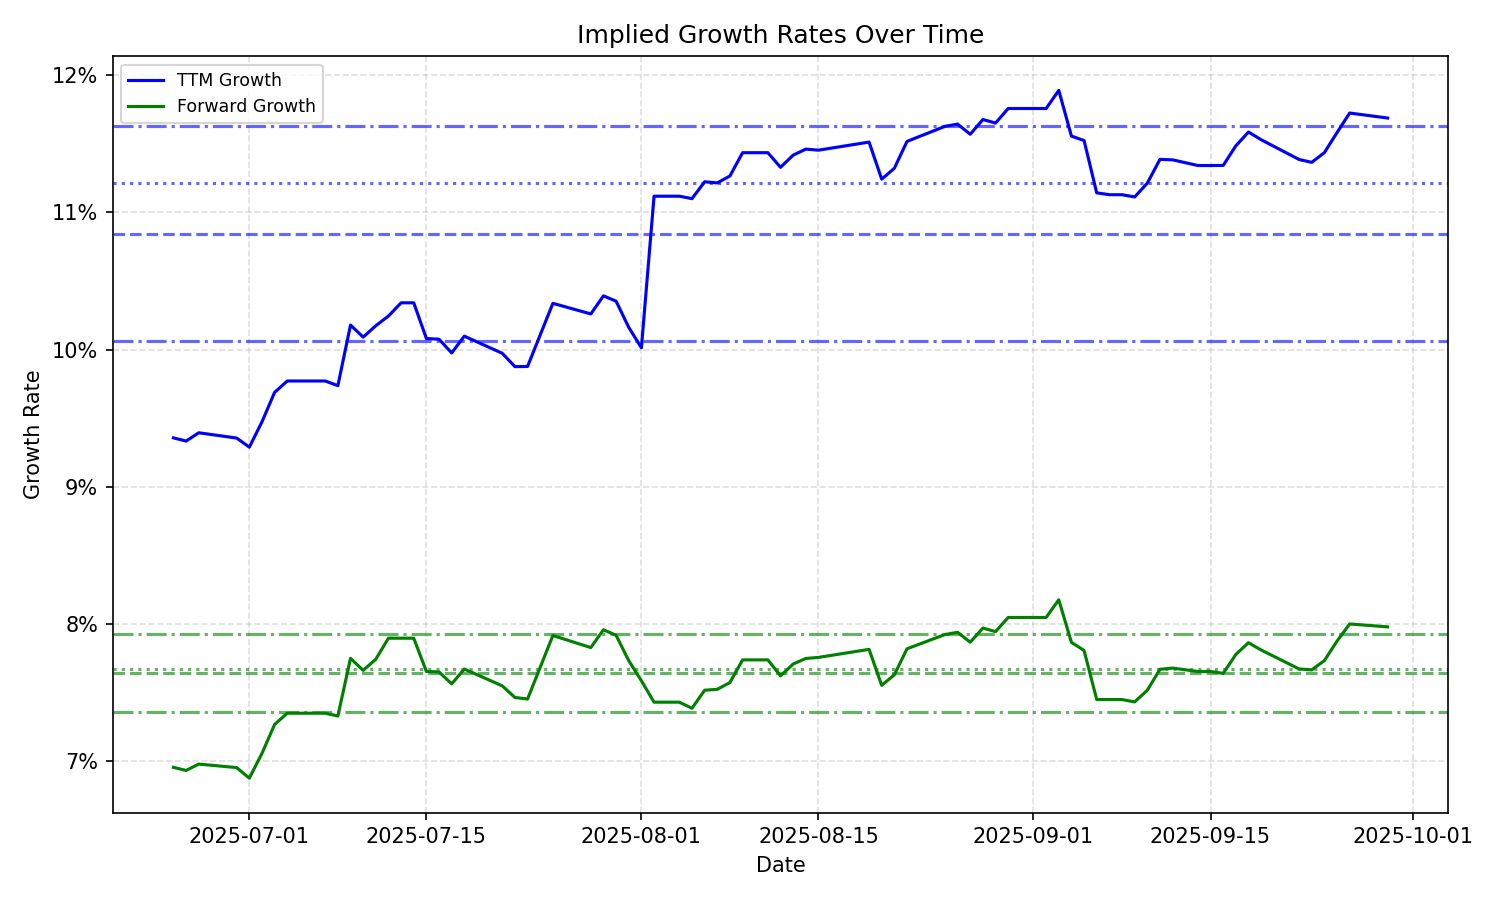 Implied Growth Rates Over Time
TTM Growth
Forward Growth
12%
11%
10%
9%
8%
7%
Growth Rate
2025-07-01
2025-07-15
2025-08-01
2025-08-15
2025-09-01
2025-09-15
2025-10-01
Date